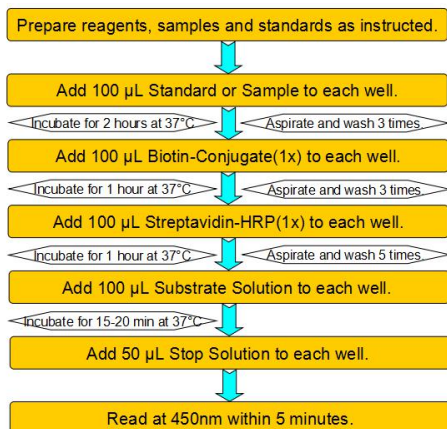 Prepare reagents, samples and standards as instructed.
Add 100 µL Standard or Sample to each well.
Incubate for 2 hours at 37°C
Aspirate and wash 3 times.
Add 100 µL Biotin-Conjugate(1x) to each well.
Incubate for 1 hour at 37°C
Aspirate and wash 3 times.
Add 100 µL Streptavidin-HRP(1x) to each well.
Incubate for 1 hour at 37°C
Aspirate and wash 5 times.
Add 100 µL Substrate Solution to each well.
Incubate for 15-20 min at 37°C
Add 50 µL Stop Solution to each well.
Read at 450nm within 5 minutes.